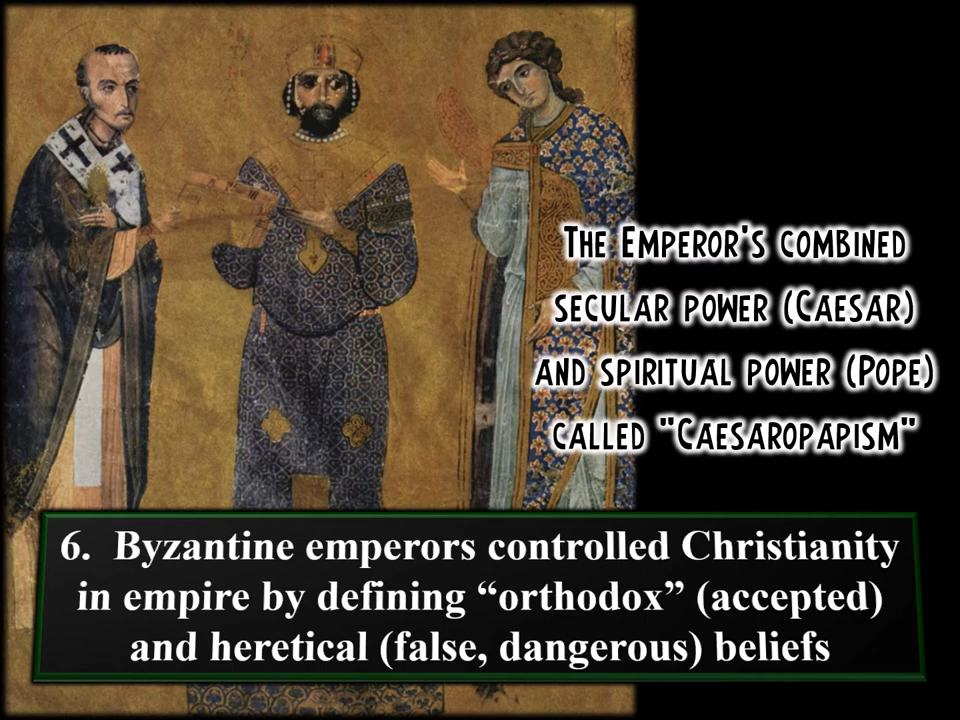 The Emperor's combined
secular power (Caesar)
and spiritual power (Pope)
called "Caesaropapism"
6. Byzantine emperors controlled Christianity
in empire by defining “orthodox” (accepted)
and heretical (false, dangerous) beliefs